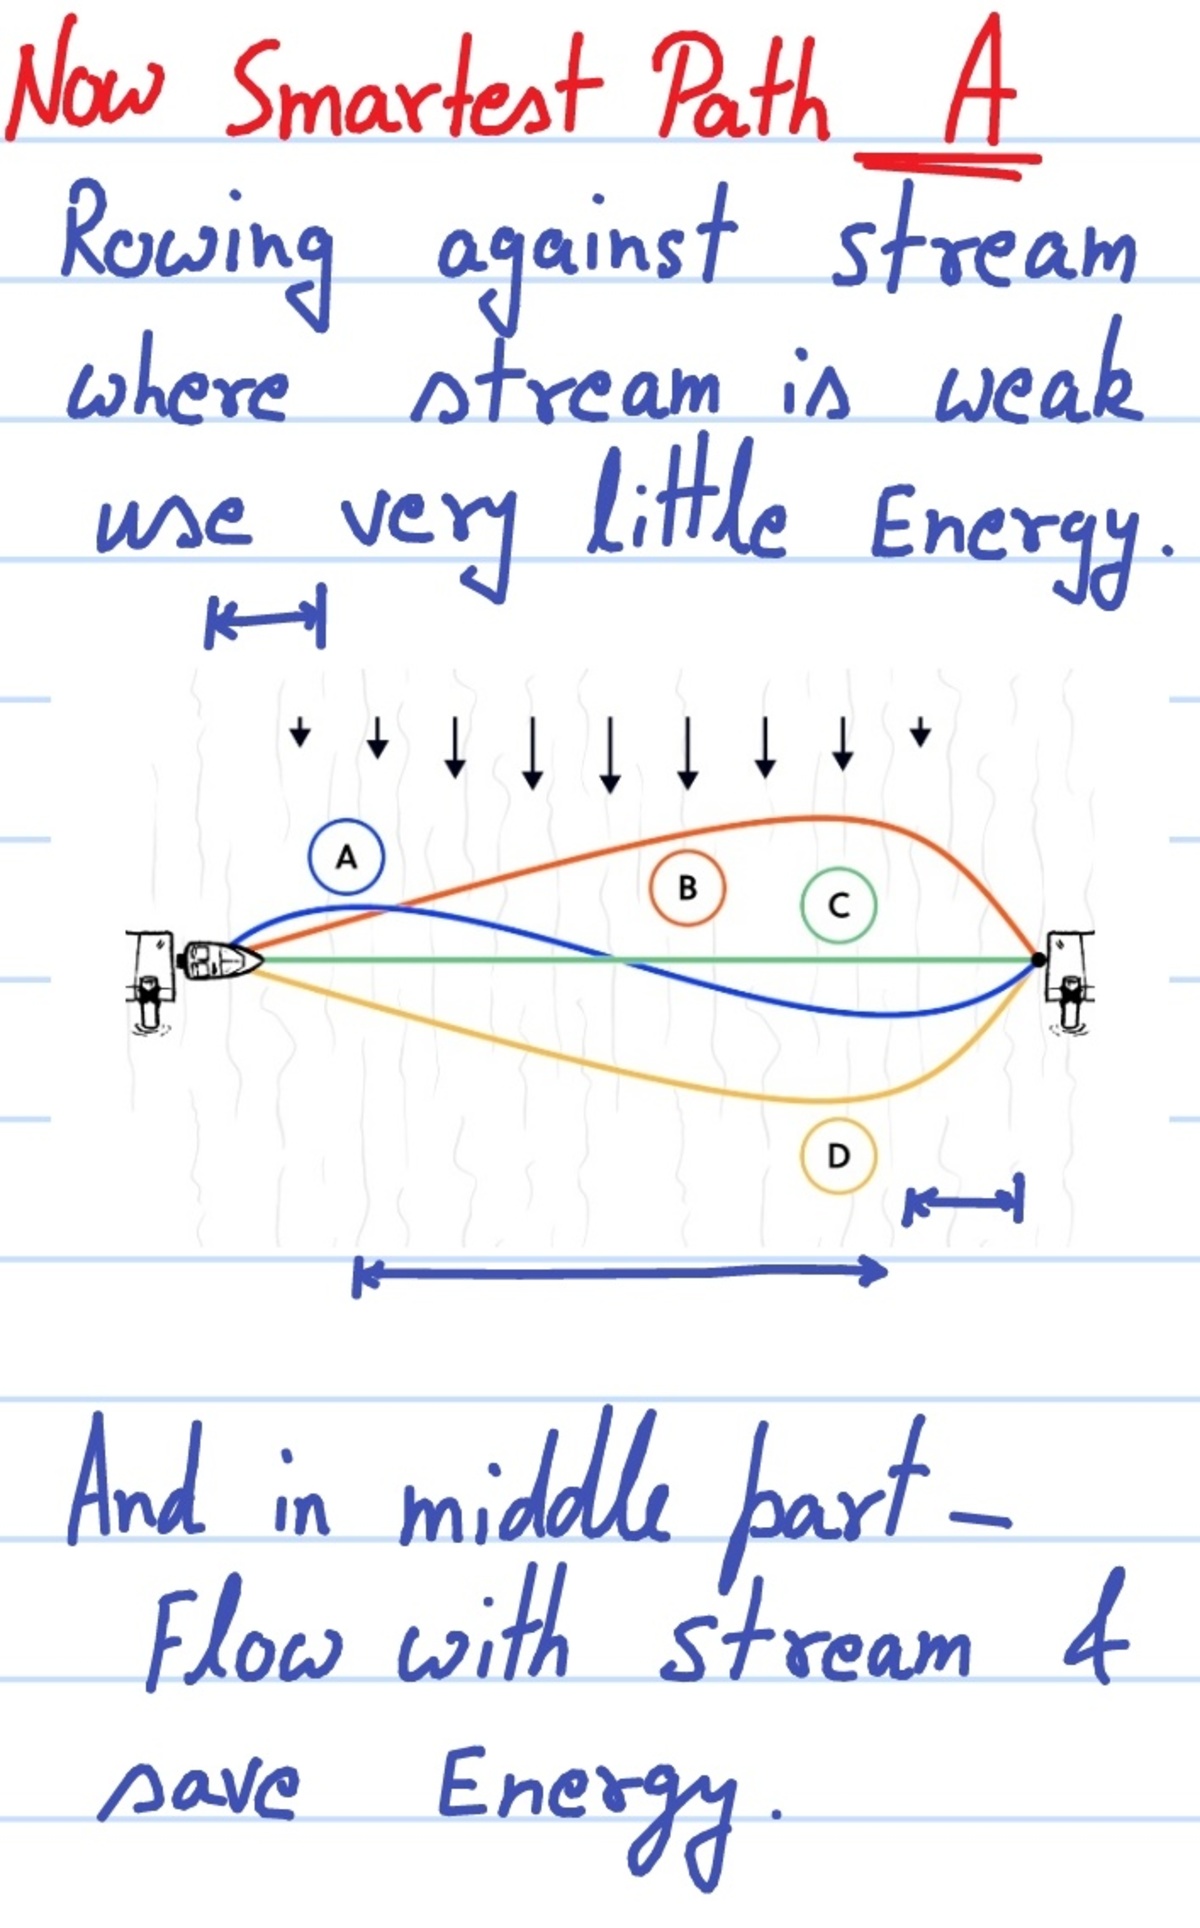 Now Smartest Path A
Rowing against stream
where stream is weak
use very little Energy.
A
B
C
D
And in middle part –
Flow with stream &
save Energy.